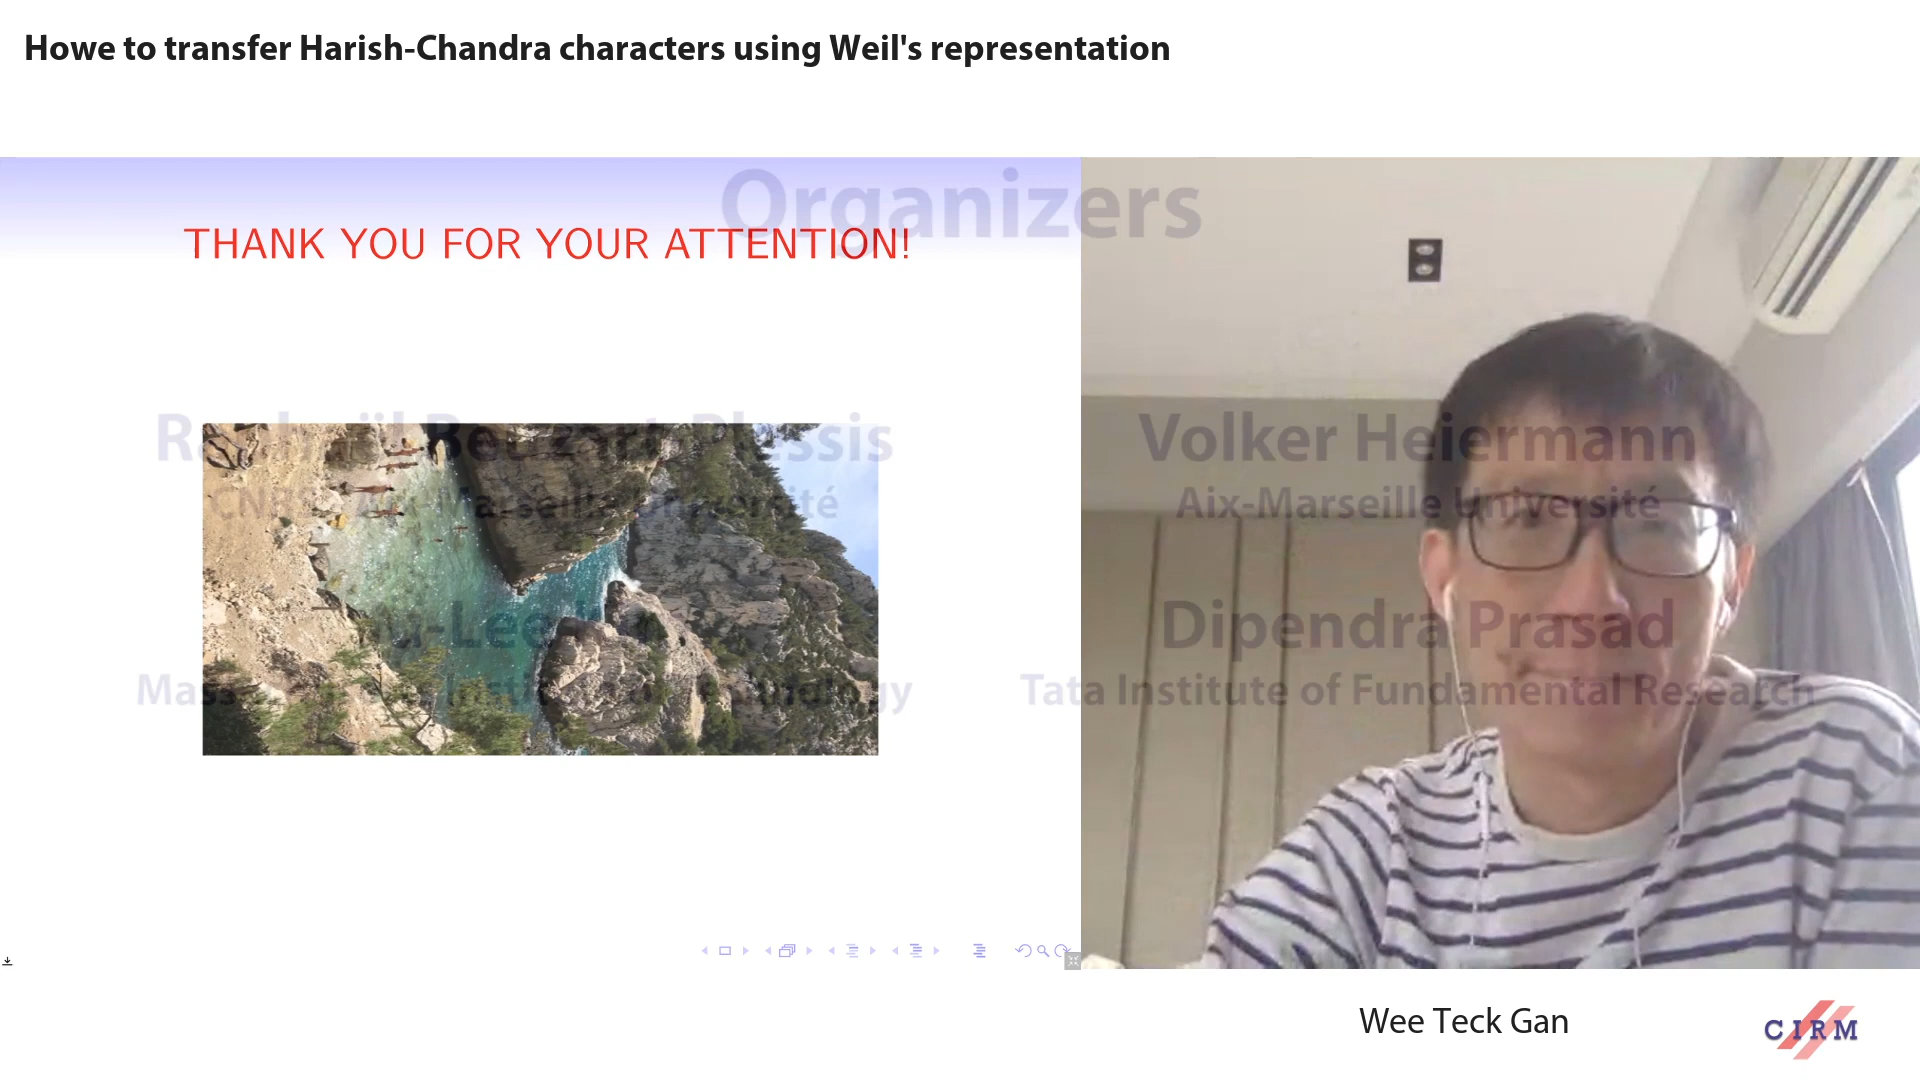 Howe to transfer Harish-Chandra characters using Weil's representation
Organizers
THANK YOU FOR YOUR ATTENTION!
Plessis
Volker Heiermann
Aix-Marseille Université
Dipendra Prasad
Tata Institute of Fundamental Research
Wee Teck Gan
CIRM